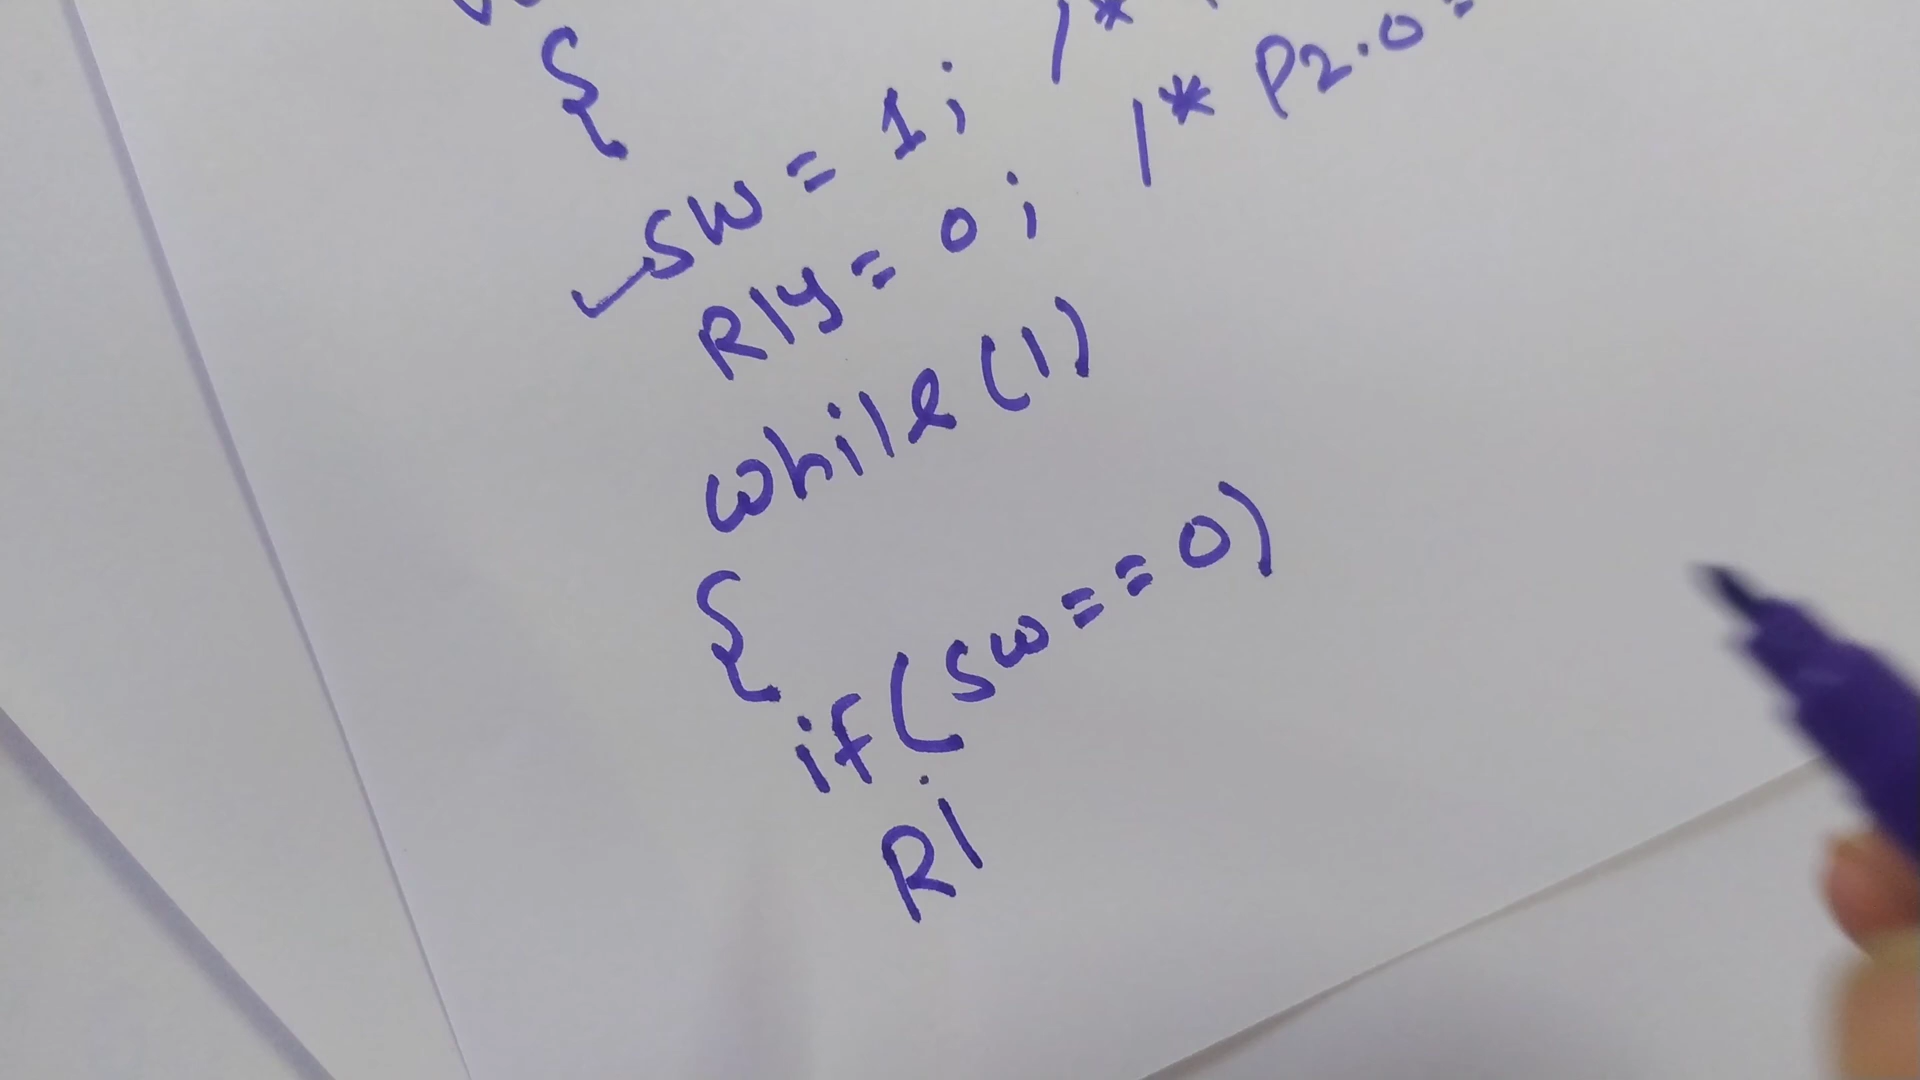 {
SW = 1; /*
Rly = 0; /* P2.0=
while(1)
{
if(sw==0)
Rl